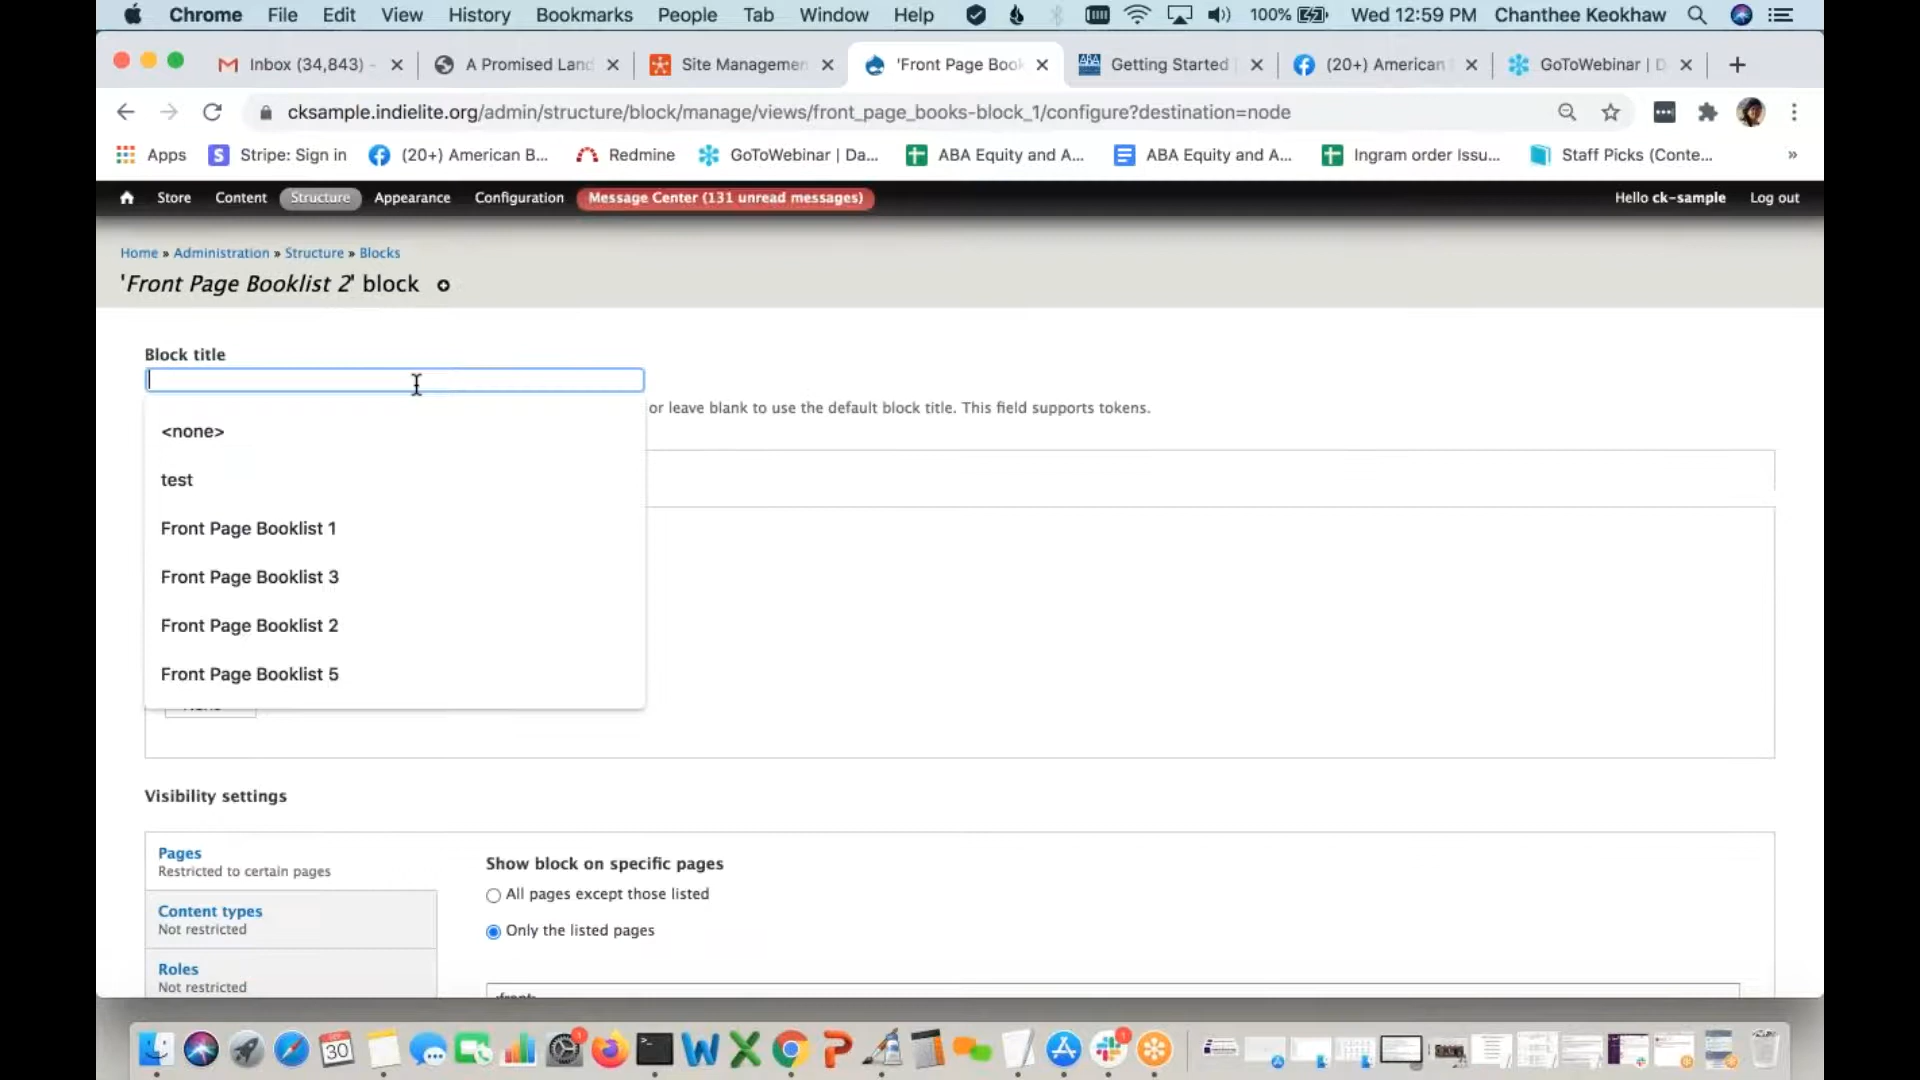 Chrome File Edit View History Bookmarks People Tab Window Help 100% Wed 12:59 PM Chanthee Keokhaw
Inbox (34,843) - A Promised Land Site Managemen 'Front Page Book Getting Started (20+) American GoToWebinar | D
cksample.indielite.org/admin/structure/block/manage/views/front_page_books-block_1/configure?destination=node
Apps Stripe: Sign in (20+) American B... Redmine GoToWebinar | Da... ABA Equity and A... ABA Equity and A... Ingram order Issu... Staff Picks (Conte... »
Store Content Structure Appearance Configuration Message Center (131 unread messages) Hello ck-sample Log out
Home » Administration » Structure » Blocks
'Front Page Booklist 2' block
Block title
or leave blank to use the default block title. This field supports tokens.
<none>
test
Front Page Booklist 1
Front Page Booklist 3
Front Page Booklist 2
Front Page Booklist 5
Visibility settings
Pages
Restricted to certain pages
Show block on specific pages
All pages except those listed
Content types
Not restricted
Only the listed pages
Roles
Not restricted